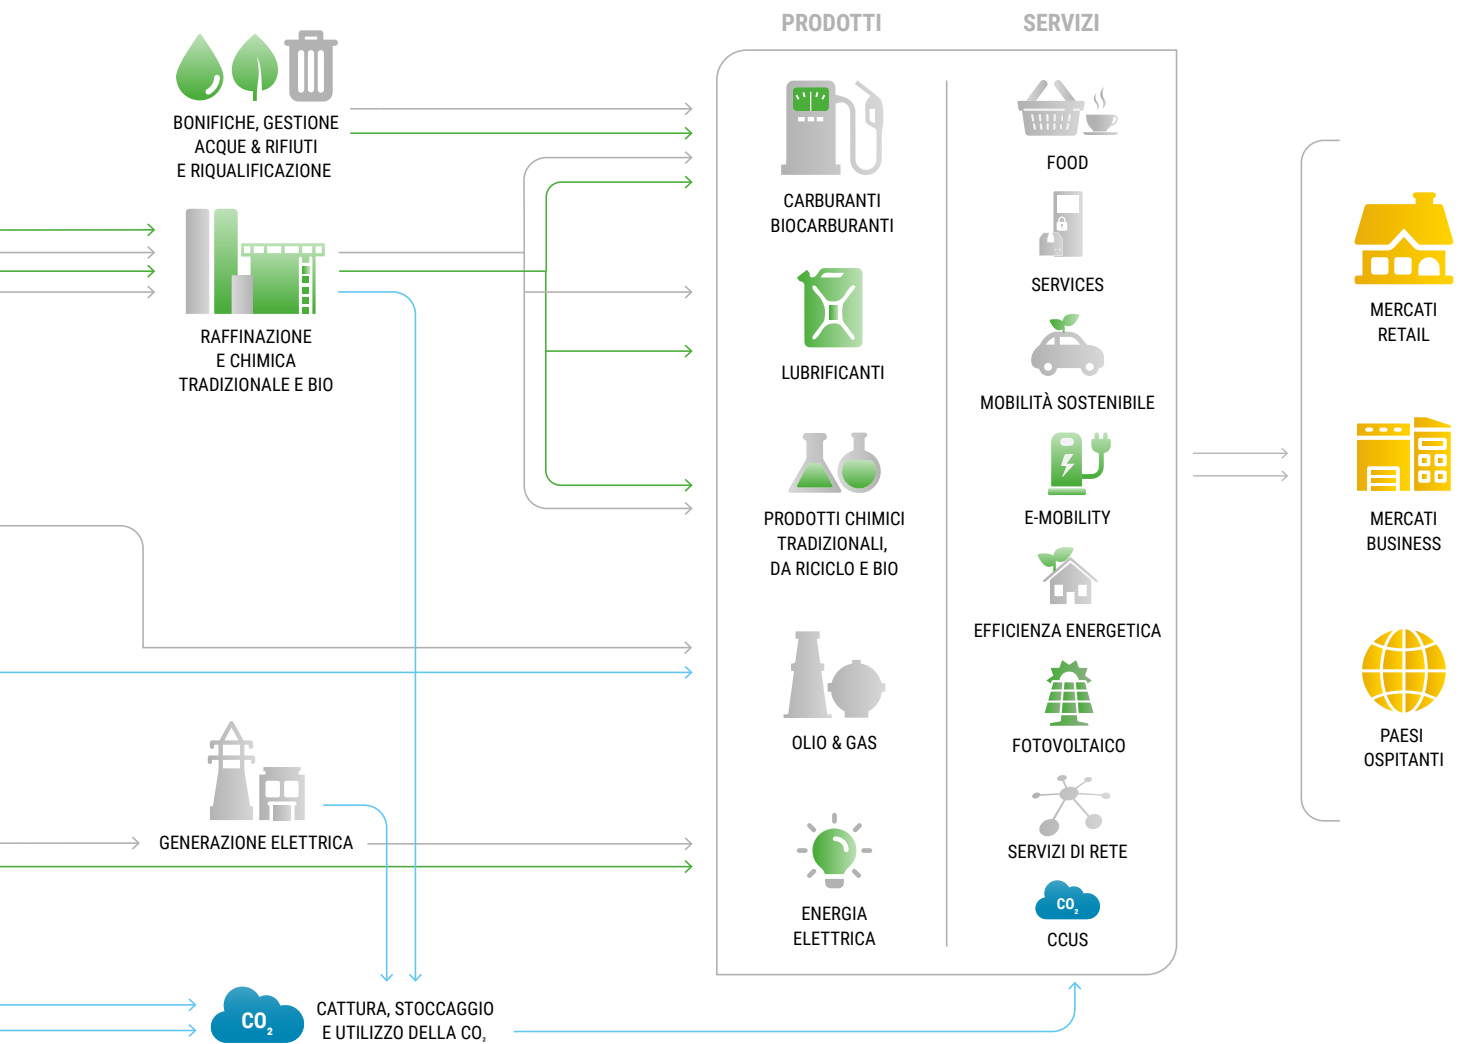 PRODOTTI
SERVIZI
BONIFICHE, GESTIONE
ACQUE & RIFIUTI
E RIQUALIFICAZIONE
RAFFINAZIONE
E CHIMICA
TRADIZIONALE E BIO
GENERAZIONE ELETTRICA
CO₂
CATTURA, STOCCAGGIO
E UTILIZZO DELLA CO₂
CARBURANTI
BIOCARBURANTI
LUBRIFICANTI
PRODOTTI CHIMICI
TRADIZIONALI,
DA RICICLO E BIO
OLIO & GAS
ENERGIA
ELETTRICA
FOOD
SERVICES
MOBILITÀ SOSTENIBILE
E-MOBILITY
EFFICIENZA ENERGETICA
FOTOVOLTAICO
SERVIZI DI RETE
CO₂
CCUS
MERCATI
RETAIL
MERCATI
BUSINESS
PAESI
OSPITANTI